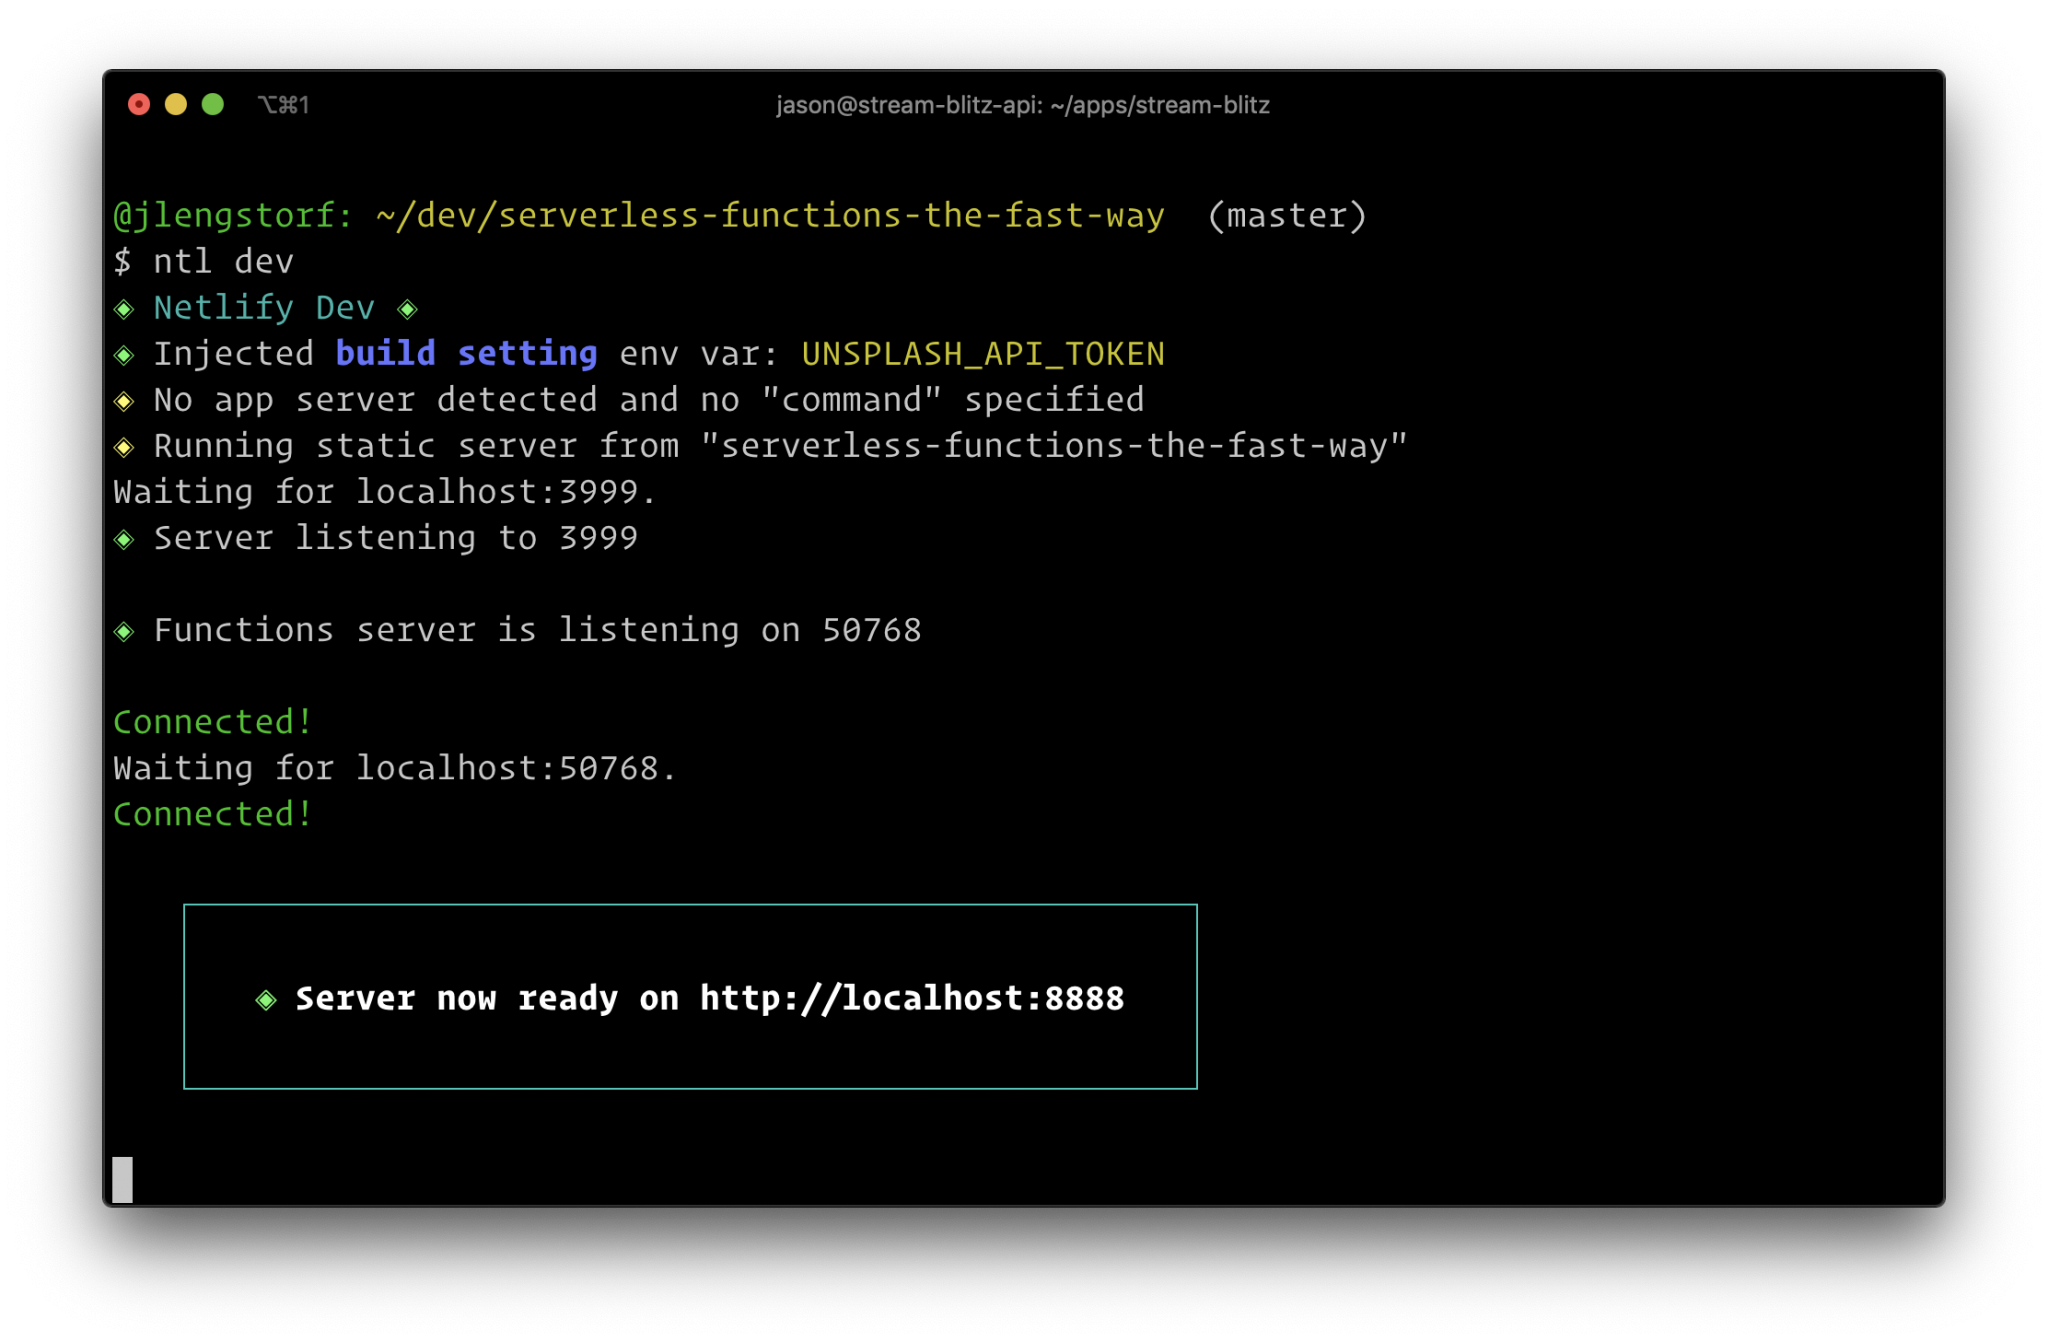 ⌥⌘1
jason@stream-blitz-api: ~/apps/stream-blitz
@jlengstorf: ~/dev/serverless-functions-the-fast-way (master)
$ ntl dev
◈ Netlify Dev ◈
◈ Injected build setting env var: UNSPLASH_API_TOKEN
◈ No app server detected and no "command" specified
◈ Running static server from "serverless-functions-the-fast-way"
Waiting for localhost:3999.
◈ Server listening to 3999
◈ Functions server is listening on 50768
Connected!
Waiting for localhost:50768.
Connected!
◈ Server now ready on http://localhost:8888